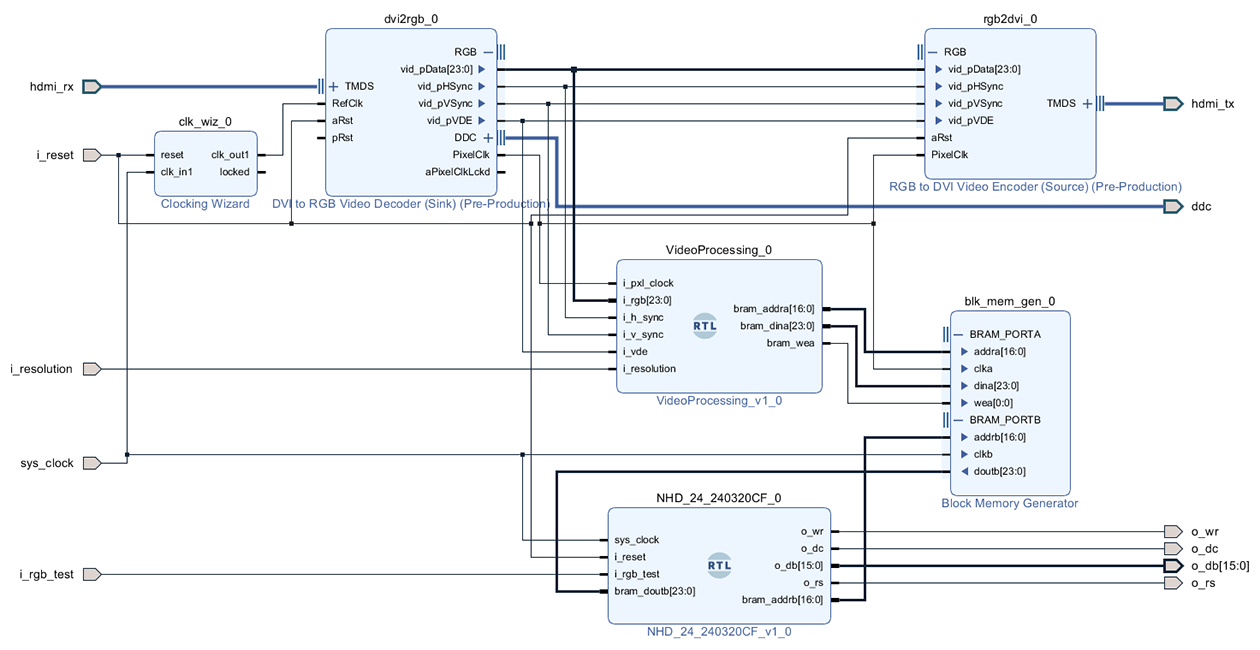 dvi2rgb_0
rgb2dvi_0
RGB
vid_pData[23:0]
vid_pHSync
vid_pVSync
vid_pVDE
DDC
PixelClk
aPixelClkLckd
TMDS
RefClk
aRst
pRst
DVI to RGB Video Decoder (Sink) (Pre-Production)
RGB
vid_pData[23:0]
vid_pHSync
vid_pVSync
vid_pVDE
aRst
PixelClk
TMDS
RGB to DVI Video Encoder (Source) (Pre-Production)
hdmi_rx
hdmi_tx
clk_wiz_0
reset
clk_in1
clk_out1
locked
Clocking Wizard
i_reset
ddc
VideoProcessing_0
i_pxl_clock
i_rgb[23:0]
i_h_sync
i_v_sync
i_vde
i_resolution
RTL
bram_addra[16:0]
bram_dina[23:0]
bram_wea
VideoProcessing_v1_0
blk_mem_gen_0
BRAM_PORTA
addra[16:0]
clka
dina[23:0]
wea[0:0]
BRAM_PORTB
addrb[16:0]
clkb
doutb[23:0]
Block Memory Generator
i_resolution
sys_clock
NHD_24_240320CF_0
sys_clock
i_reset
i_rgb_test
bram_doutb[23:0]
RTL
o_wr
o_dc
o_db[15:0]
o_rs
bram_addrb[16:0]
NHD_24_240320CF_v1_0
i_rgb_test
o_wr
o_dc
o_db[15:0]
o_rs